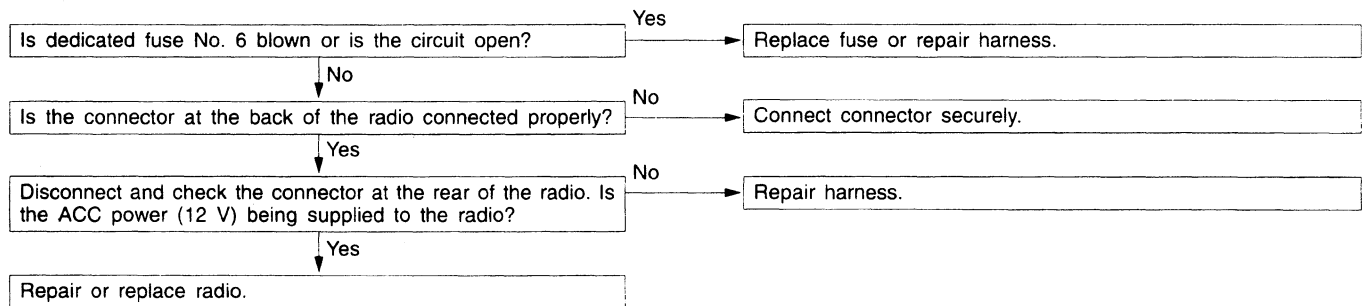 Yes
Is dedicated fuse No. 6 blown or is the circuit open?
Replace fuse or repair harness.
No
No
Is the connector at the back of the radio connected properly?
Connect connector securely.
Yes
No
Disconnect and check the connector at the rear of the radio. Is
the ACC power (12 V) being supplied to the radio?
Repair harness.
Yes
Repair or replace radio.